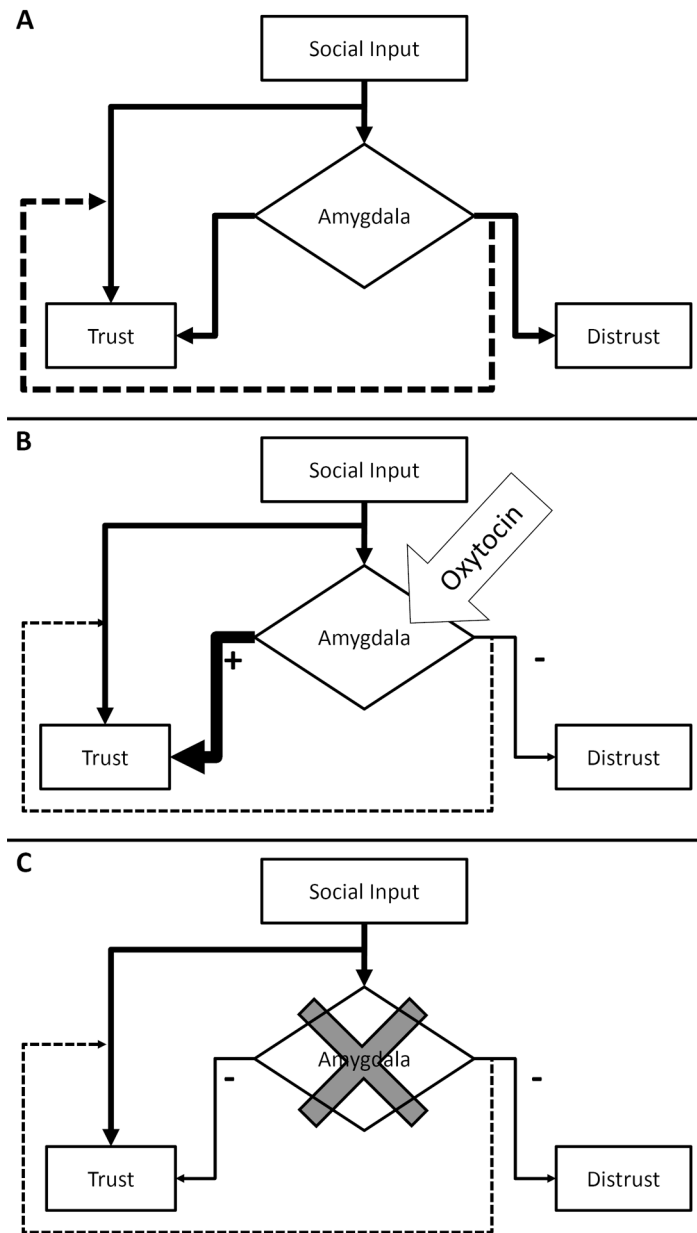 A
Social Input
Amygdala
Trust
Distrust
B
Social Input
Oxytocin
Amygdala
+
-
Trust
Distrust
C
Social Input
Amygdala
-
-
Trust
Distrust